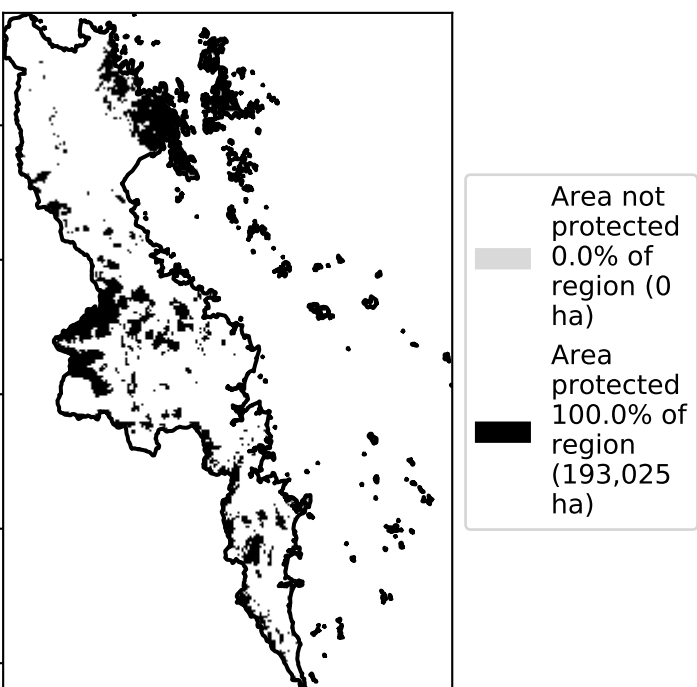 Area not
protected
0.0% of
region (0
ha)
Area
protected
100.0% of
region
(193,025
ha)